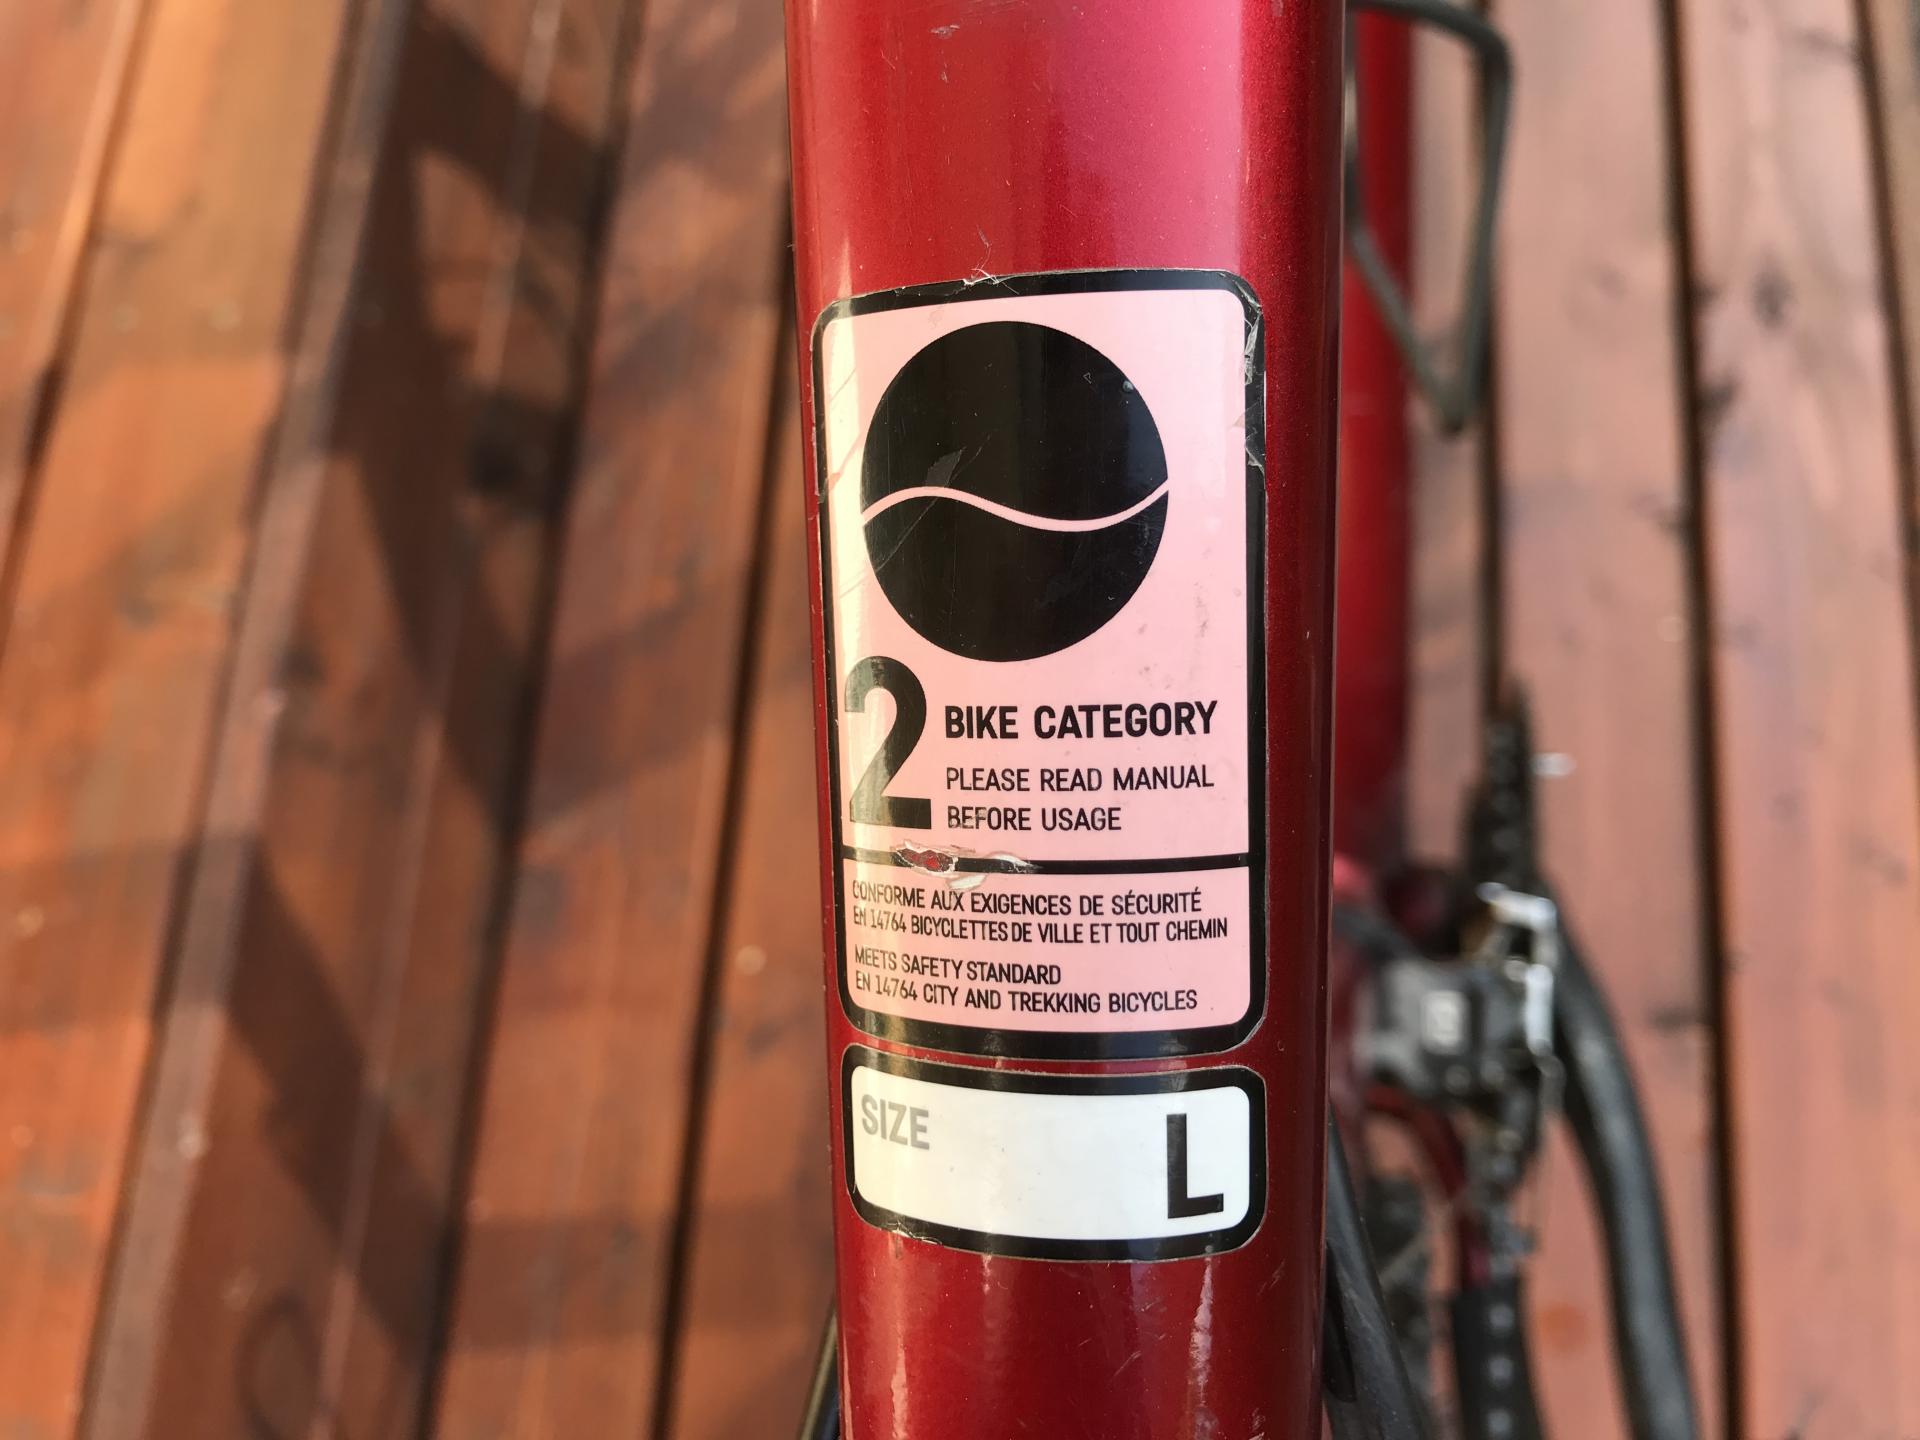 2 BIKE CATEGORY
PLEASE READ MANUAL
BEFORE USAGE
CONFORME AUX EXIGENCES DE SÉCURITÉ
EN 14764 BICYCLETTES DE VILLE ET TOUT CHEMIN
MEETS SAFETY STANDARD
EN 14764 CITY AND TREKKING BICYCLES
SIZE L